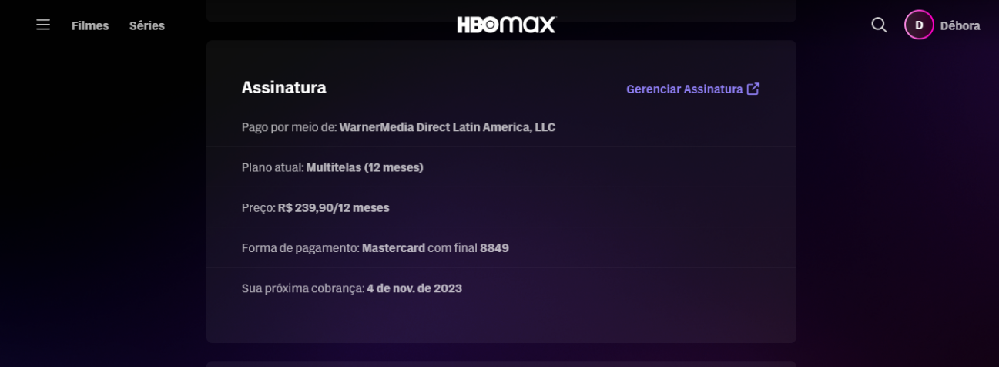 Filmes Séries HBOmax D Débora
Assinatura Gerenciar Assinatura
Pago por meio de: WarnerMedia Direct Latin America, LLC
Plano atual: Multitelas (12 meses)
Preço: R$ 239,90/12 meses
Forma de pagamento: Mastercard com final 8849
Sua próxima cobrança: 4 de nov. de 2023